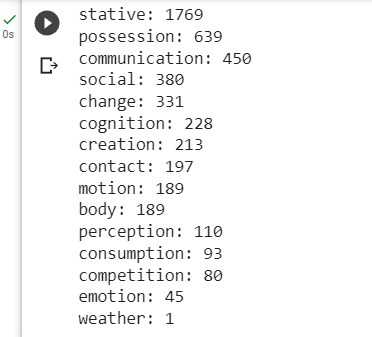 0s
stative: 1769
possession: 639
communication: 450
social: 380
change: 331
cognition: 228
creation: 213
contact: 197
motion: 189
body: 189
perception: 110
consumption: 93
competition: 80
emotion: 45
weather: 1